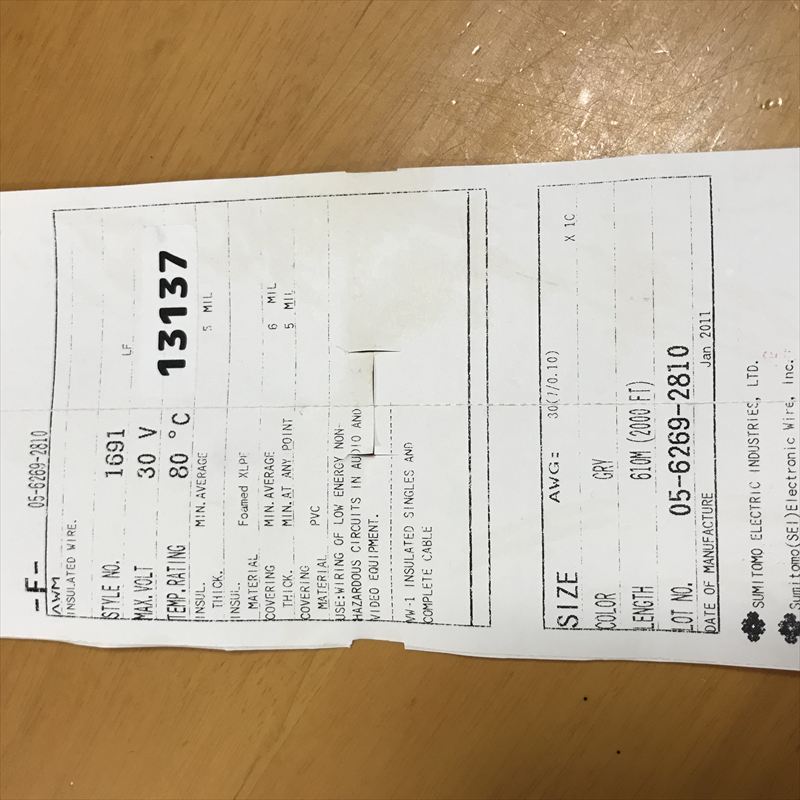 -F- 05-6269-2810
AWM
INSULATED WIRE.
LF
STYLE NO. 1691
MAX.VOLT 30 V
TEMP.RATING 80 °C
13137
INSUL. MIN.AVERAGE 5 MIL
THICK.
INSUL. Foamed XLPE
MATERIAL
COVERING MIN.AVERAGE 6 MIL
THICK. MIN.AT ANY POINT 5 MIL
COVERING PVC
MATERIAL
USE:WIRING OF LOW ENERGY NON-
HAZARDOUS CIRCUITS IN AUDIO AND
VIDEO EQUIPMENT.
VW-1 INSULATED SINGLES AND
COMPLETE CABLE
SIZE AWG: 30(7/0.10) X 1C
COLOR GRY
LENGTH 610M (2000 FT)
LOT NO. 05-6269-2810
DATE OF MANUFACTURE Jan 2011
SUMITOMO ELECTRIC INDUSTRIES, LTD.
Sumitomo(SEI)Electronic Wire, Inc.